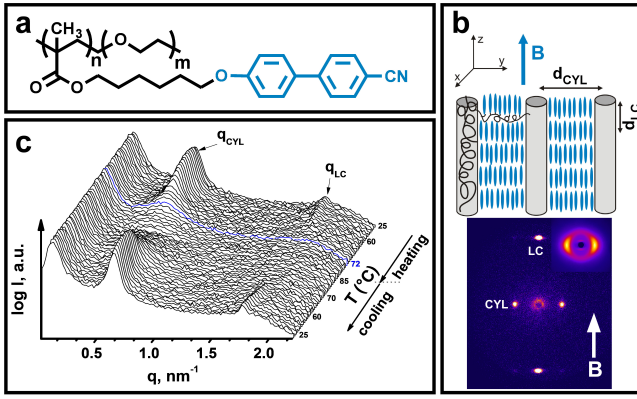 a
CH3
n
O
m
O
O
O
CN
b
z
y
x
B
dCYL
dLC
LC
CYL
B
c
qCYL
qLC
log I, a.u.
0.5 1.0 1.5 2.0
q, nm-1
25
60
72
85
70
60
25
T (°C)
heating
cooling